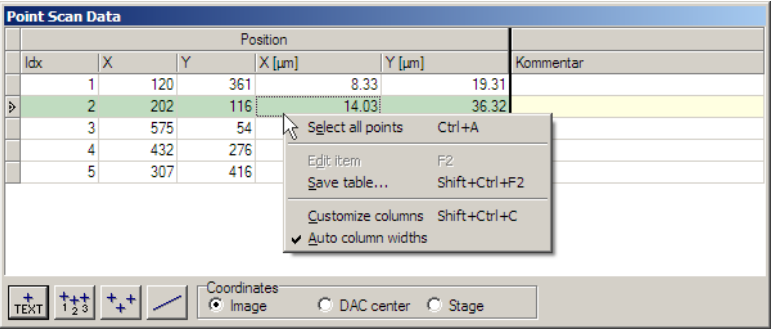 Point Scan Data
Position
Idx X Y X [µm] Y [µm] Kommentar
1 120 361 8.33 19.31
2 202 116 14.03 36.32
3 575 54
4 432 276
5 307 416
Select all points Ctrl+A
Edit item F2
Save table... Shift+Ctrl+F2
Customize columns Shift+Ctrl+C
Auto column widths
TEXT 1 2 3
Coordinates
Image DAC center Stage